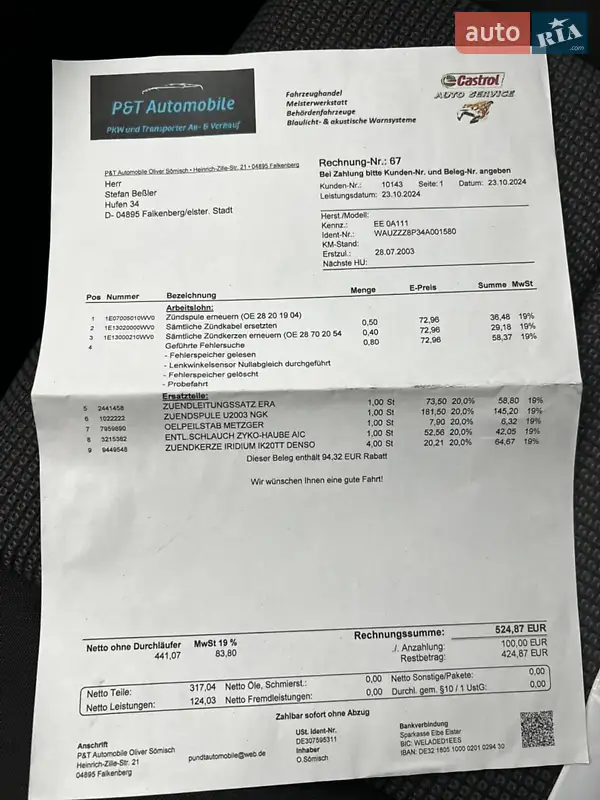 auto RIA .com
P&T Automobile
PKW und Transporter An- & Verkauf
Fahrzeughandel
Meisterwerkstatt
Behördenfahrzeuge
Blaulicht- & akustische Warnsysteme
Castrol
AUTO SERVICE
P&T Automobile Oliver Sömisch • Heinrich-Zille-Str. 21 • 04895 Falkenberg
Herr
Stefan Beßler
Hufen 34
D- 04895 Falkenberg/elster. Stadt
Rechnung-Nr.: 67
Bei Zahlung bitte Kunden-Nr. und Beleg-Nr. angeben
Kunden-Nr.: 10143 Seite: 1 Datum: 23.10.2024
Leistungsdatum: 23.10.2024
Herst./Modell:
Kennz.: EE 0A111
Ident-Nr.: WAUZZZ8P34A001580
KM-Stand:
Erstzul.: 28.07.2003
Nächste HU:
Pos Nummer Bezeichnung Menge E-Preis Summe MwSt
Arbeitslohn:
1 1E07005010WV0 Zündspule erneuern (OE 28 20 19 04) 0,50 72,96 36,48 19%
2 1E13020000WV0 Sämtliche Zündkabel ersetzten 0,40 72,96 29,18 19%
3 1E13000210WV0 Sämtliche Zündkerzen erneuern (OE 28 70 20 54 0,80 72,96 58,37 19%
4 Geführte Fehlersuche
- Fehlerspeicher gelesen
- Lenkwinkelsensor Nullabgleich durchgeführt
- Fehlerspeicher gelöscht
- Probefahrt
Ersatzteile:
5 2441458 ZUENDLEITUNGSSATZ ERA 1,00 St 73,50 20,0% 58,80 19%
6 1022222 ZUENDSPULE U2003 NGK 1,00 St 181,50 20,0% 145,20 19%
7 7959890 OELPEILSTAB METZGER 1,00 St 7,90 20,0% 6,32 19%
8 3215382 ENTL.SCHLAUCH ZYKO-HAUBE AIC 1,00 St 52,56 20,0% 42,05 19%
9 9449548 ZUENDKERZE IRIDIUM IK20TT DENSO 4,00 St 20,21 20,0% 64,67 19%
Dieser Beleg enthält 94,32 EUR Rabatt
Wir wünschen Ihnen eine gute Fahrt!
Netto ohne Durchläufer MwSt 19 % Rechnungssumme: 524,87 EUR
441,07 83,80 ./. Anzahlung: 100,00 EUR
Restbetrag: 424,87 EUR
Netto Teile: 317,04 Netto Öle, Schmierst.: 0,00 Netto Sonstige/Pakete: 0,00
Netto Leistungen: 124,03 Netto Fremdleistungen: 0,00 Durchl. gem. §10 / 1 UstG: 0,00
Zahlbar sofort ohne Abzug
Anschrift
P&T Automobile Oliver Sömisch
Heinrich-Zille-Str. 21
04895 Falkenberg
pundtautomobile@web.de
USt. Ident-Nr.
DE307595311
Inhaber
O.Sömisch
Bankverbindung
Sparkasse Elbe Elster
BIC: WELADED1EES
IBAN: DE32 1805 1000 0201 0294 30